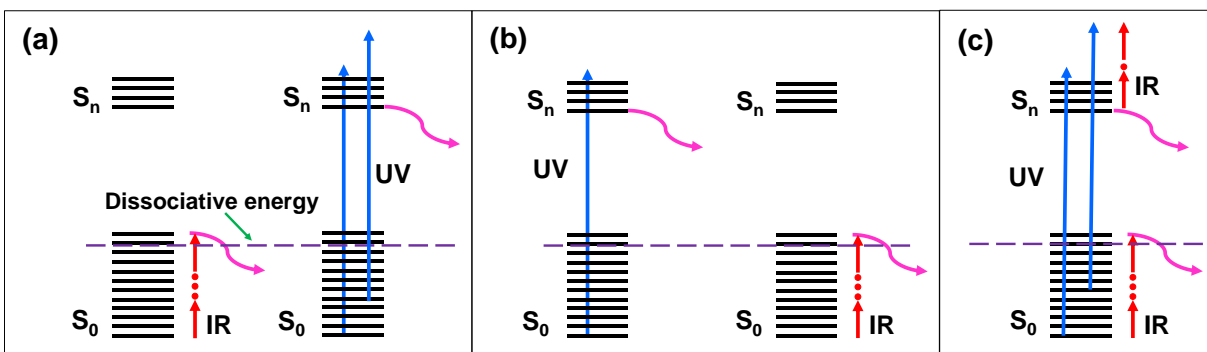 (a)
Sn
Sn
UV
Dissociative energy
S0
IR
S0
(b)
Sn
Sn
UV
S0
S0
IR
(c)
IR
Sn
UV
S0
IR